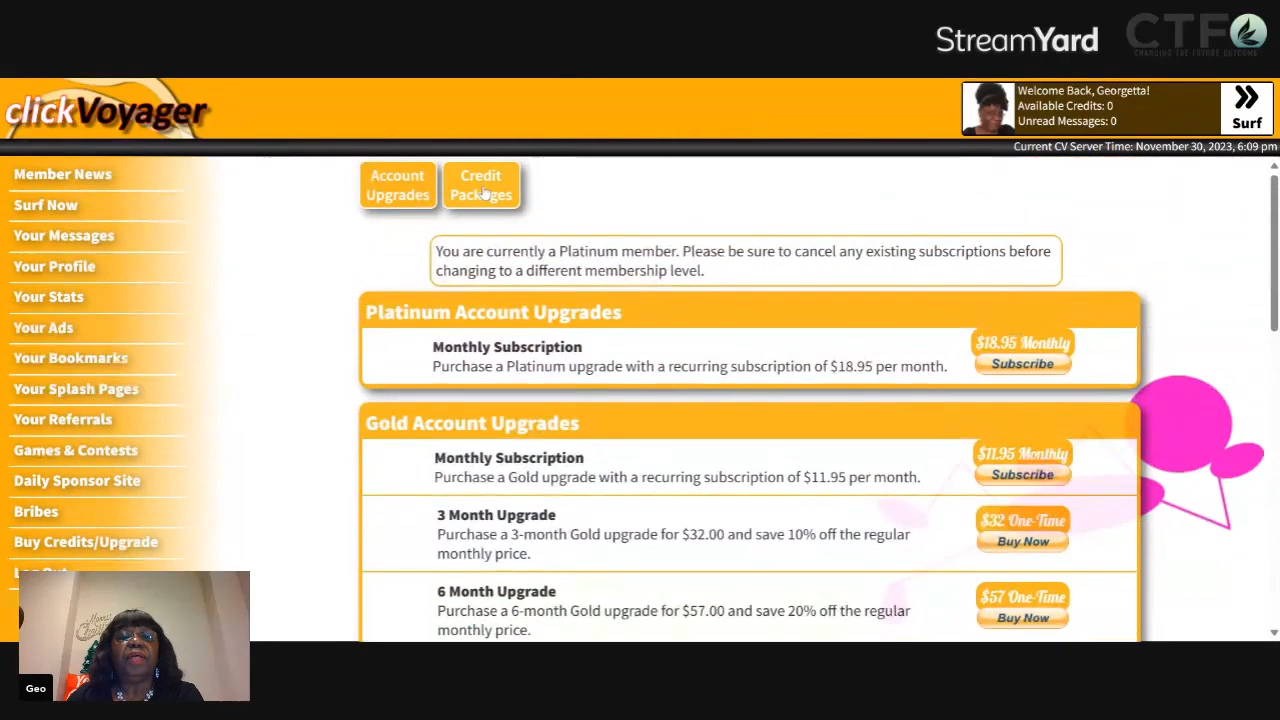 StreamYard
CTFO
CHANGING THE FUTURE OUTCOME
clickVoyager
Welcome Back, Georgetta!
Available Credits: 0
Unread Messages: 0
Surf
Current CV Server Time: November 30, 2023, 6:09 pm
Member News
Surf Now
Your Messages
Your Profile
Your Stats
Your Ads
Your Bookmarks
Your Splash Pages
Your Referrals
Games & Contests
Daily Sponsor Site
Bribes
Buy Credits/Upgrade
Account
Upgrades
Credit
Packages
You are currently a Platinum member. Please be sure to cancel any existing subscriptions before
changing to a different membership level.
Platinum Account Upgrades
Monthly Subscription
Purchase a Platinum upgrade with a recurring subscription of $18.95 per month.
$18.95 Monthly
Subscribe
Gold Account Upgrades
Monthly Subscription
Purchase a Gold upgrade with a recurring subscription of $11.95 per month.
$11.95 Monthly
Subscribe
3 Month Upgrade
Purchase a 3-month Gold upgrade for $32.00 and save 10% off the regular
monthly price.
$32 One-Time
Buy Now
6 Month Upgrade
Purchase a 6-month Gold upgrade for $57.00 and save 20% off the regular
monthly price.
$57 One-Time
Buy Now
Geo